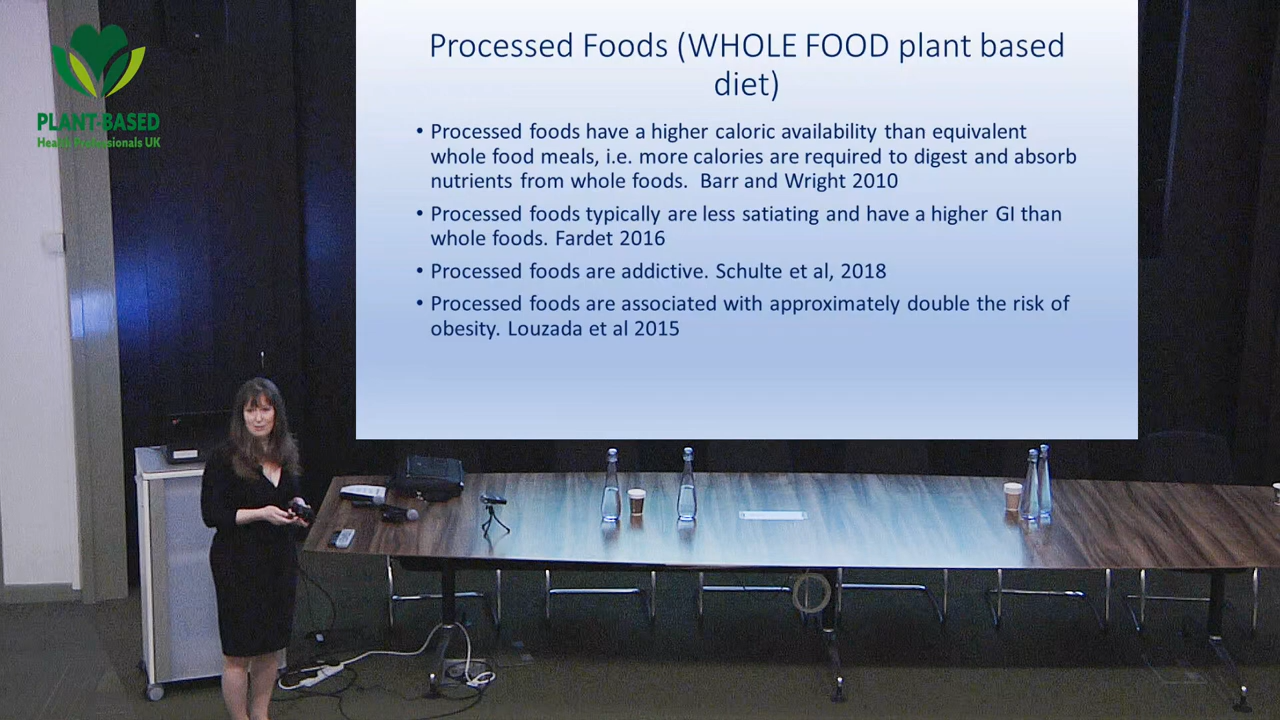 PLANT-BASED
Health Professionals UK
Processed Foods (WHOLE FOOD plant based
diet)
• Processed foods have a higher caloric availability than equivalent
whole food meals, i.e. more calories are required to digest and absorb
nutrients from whole foods. Barr and Wright 2010
• Processed foods typically are less satiating and have a higher GI than
whole foods. Fardet 2016
• Processed foods are addictive. Schulte et al, 2018
• Processed foods are associated with approximately double the risk of
obesity. Louzada et al 2015